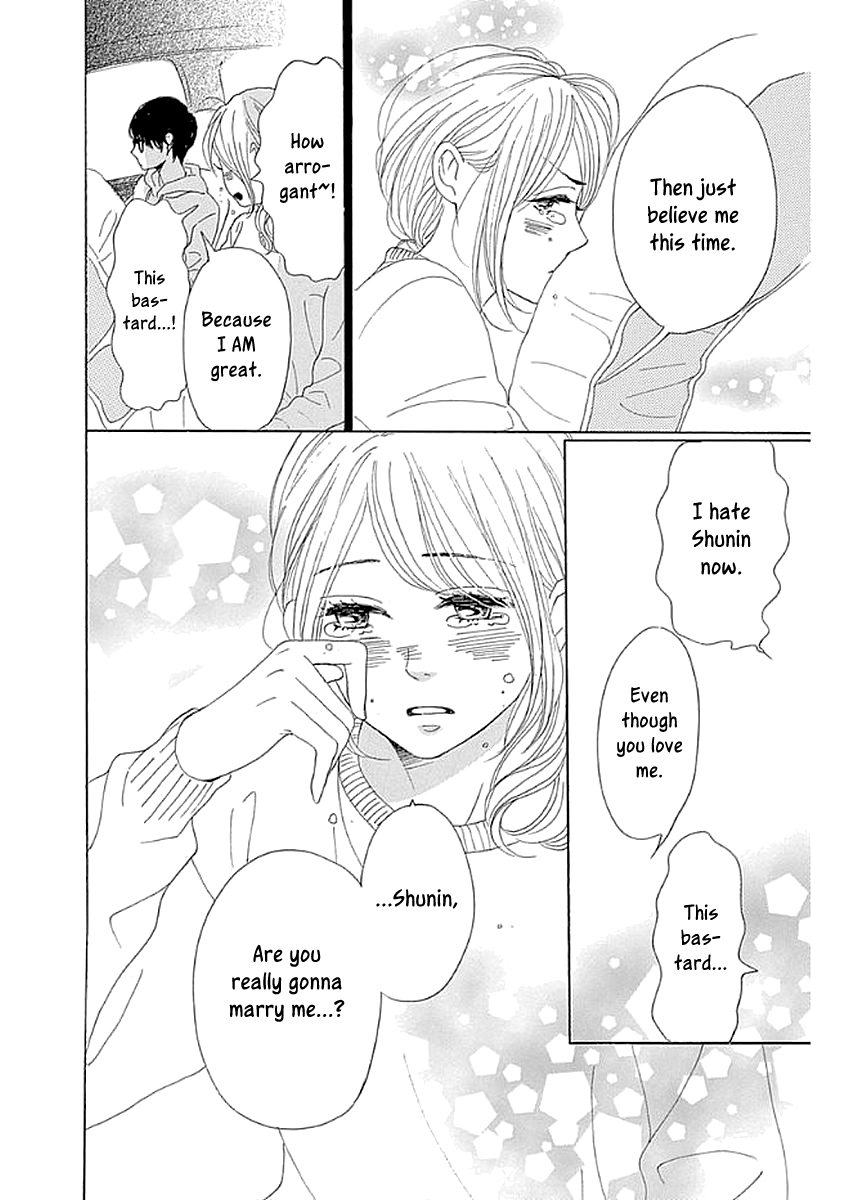 Then just
believe me
this time.
How
arro-
gant~!
Because
I AM
great.
This
bas-
tard...!
I hate
Shunin
now.
Even
though
you love
me.
This
bas-
tard...
...Shunin,
Are you
really gonna
marry me...?